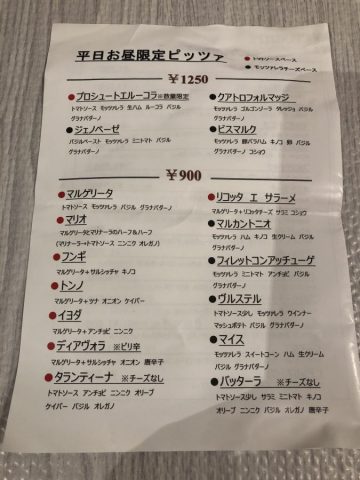 平日お昼限定ピッツァ
● トマトソースベース
● モッツァレラチーズベース
￥1250
●プロシュートエルーコラ※数量限定
トマトソース モッツァレラ 生ハム ルーコラ バジル
グラナパダーノ
●クアトロフォルマッジ
モッツァレラ ゴルゴンゾーラ タレッジョ バジル
グラナパダーノ
●ジェノベーゼ
バジルペースト モッツァレラ ミニトマト バジル
グラナパダーノ
●ビスマルク
モッツァレラ 豚バラハム キノコ 卵 バジル
グラナパダーノ コショウ
￥900
●マルゲリータ
トマトソース モッツァレラ バジル グラナパダーノ
●マリオ
マルゲリータとマリナーラのハーフ&ハーフ
(マリナーラ→トマトソース ニンニク オレガノ)
●フンギ
マルゲリータ+サルシッチャ キノコ
●トンノ
マルゲリータ+ツナ オニオン ケイパー
●イヨダ
マルゲリータ+アンチョビ ニンニク
●ディアヴォラ ※ピリ辛
マルゲリータ+サルシッチャ オニオン 唐辛子
●タランティーナ ※チーズなし
トマトソース アンチョビ ニンニク オリーブ
ケイパー バジル オレガノ
●リコッタ エ サラーメ
マルゲリータ+リコッタチーズ サラミ コショウ
●マルカントニオ
モッツァレラ ハム キノコ 生クリーム バジル
グラナパダーノ
●フィレットコンアッチューゲ
モッツァレラ ミニトマト アンチョビ バジル
グラナパダーノ
●ヴルステル
トマトソース少し モッツァレラ ウインナー
マッシュポテト バジル グラナパダーノ
●マイス
モッツァレラ スイートコーン ハム 生クリーム
バジル グラナパダーノ
●バッターラ ※チーズなし
トマトソース少し サラミ ミニトマト キノコ
オリーブ ニンニク バジル オレガノ 唐辛子